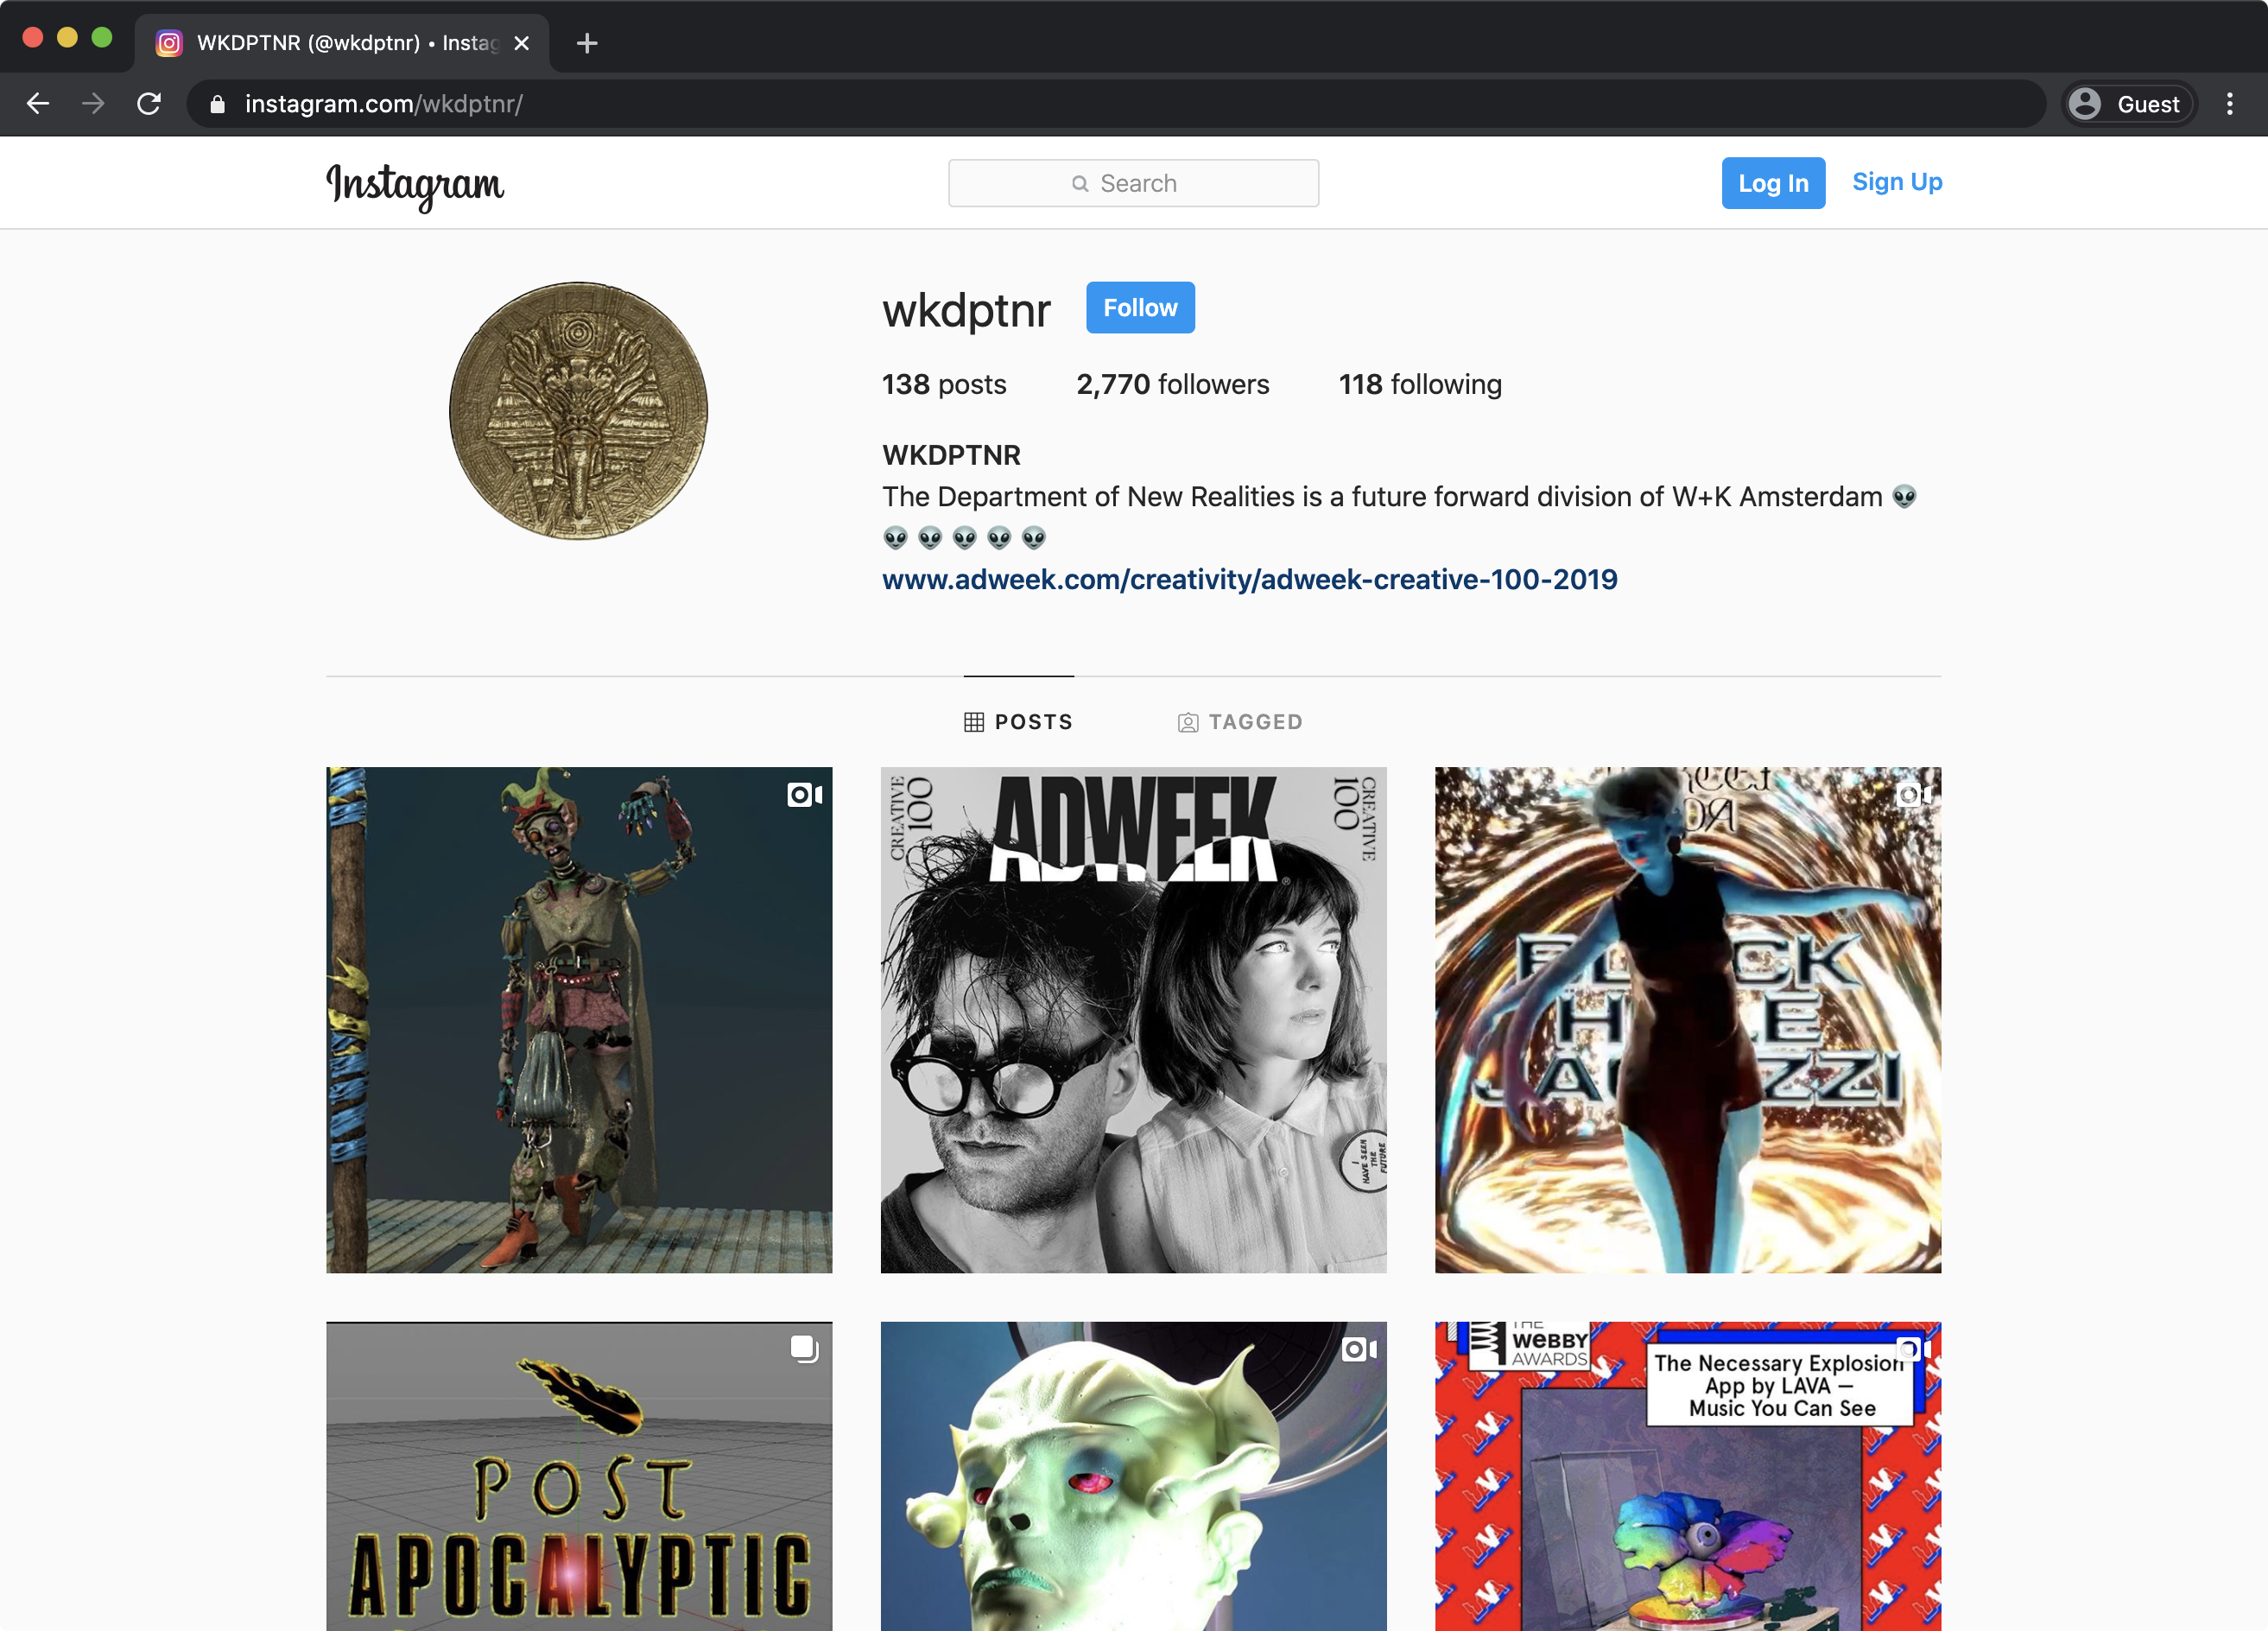 WKDPTNR (@wkdptnr) • Instag
instagram.com/wkdptnr/
Guest
Instagram
Search
Log In
Sign Up
wkdptnr
Follow
138 posts
2,770 followers
118 following
WKDPTNR
The Department of New Realities is a future forward division of W+K Amsterdam 👽
👽 👽 👽 👽 👽
www.adweek.com/creativity/adweek-creative-100-2019
POSTS
TAGGED
CREATIVE
100
ADWEEK
100
CREATIVE
I
HAVE SEEN
THE
FUTURE
BLACK
HOLE
JACUZZI
POST
APOCALYPTIC
THE
WEBBY
AWARDS
The Necessary Explosion
App by LAVA —
Music You Can See